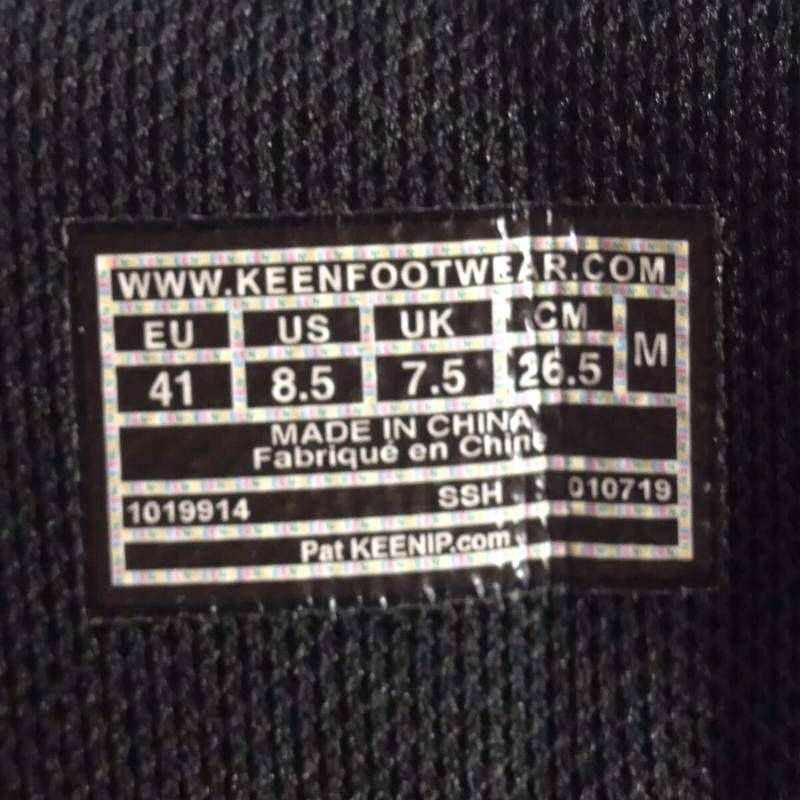 WWW.KEENFOOTWEAR.COM
EU US UK CM M
41 8.5 7.5 26.5
MADE IN CHINA
Fabriqué en Chine
1019914 SSH 010719
Pat KEENIP.com